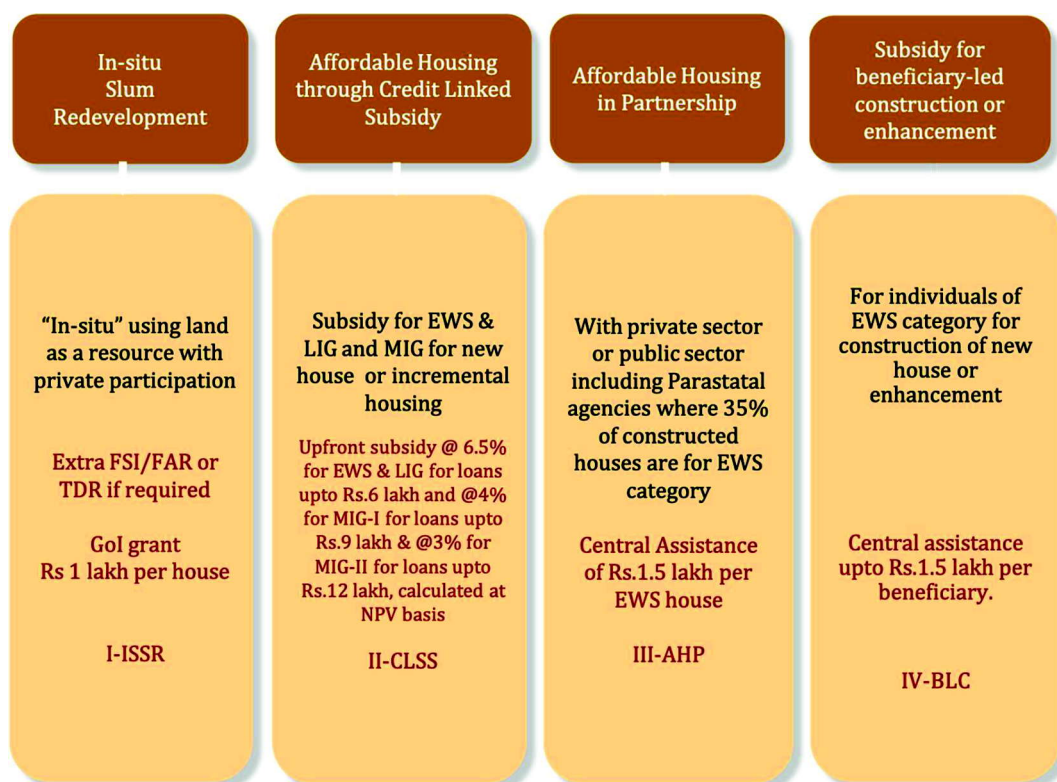 In-situ
Slum
Redevelopment
Affordable Housing
through Credit Linked
Subsidy
Affordable Housing
in Partnership
Subsidy for
beneficiary-led
construction or
enhancement
“In-situ” using land
as a resource with
private participation
Extra FSI/FAR or
TDR if required
GoI grant
Rs 1 lakh per house
I-ISSR
Subsidy for EWS &
LIG and MIG for new
house or incremental
housing
Upfront subsidy @ 6.5%
for EWS & LIG for loans
upto Rs.6 lakh and @4%
for MIG-I for loans upto
Rs.9 lakh & @3% for
MIG-II for loans upto
Rs.12 lakh, calculated at
NPV basis
II-CLSS
With private sector
or public sector
including Parastatal
agencies where 35%
of constructed
houses are for EWS
category
Central Assistance
of Rs.1.5 lakh per
EWS house
III-AHP
For individuals of
EWS category for
construction of new
house or
enhancement
Central assistance
upto Rs.1.5 lakh per
beneficiary.
IV-BLC